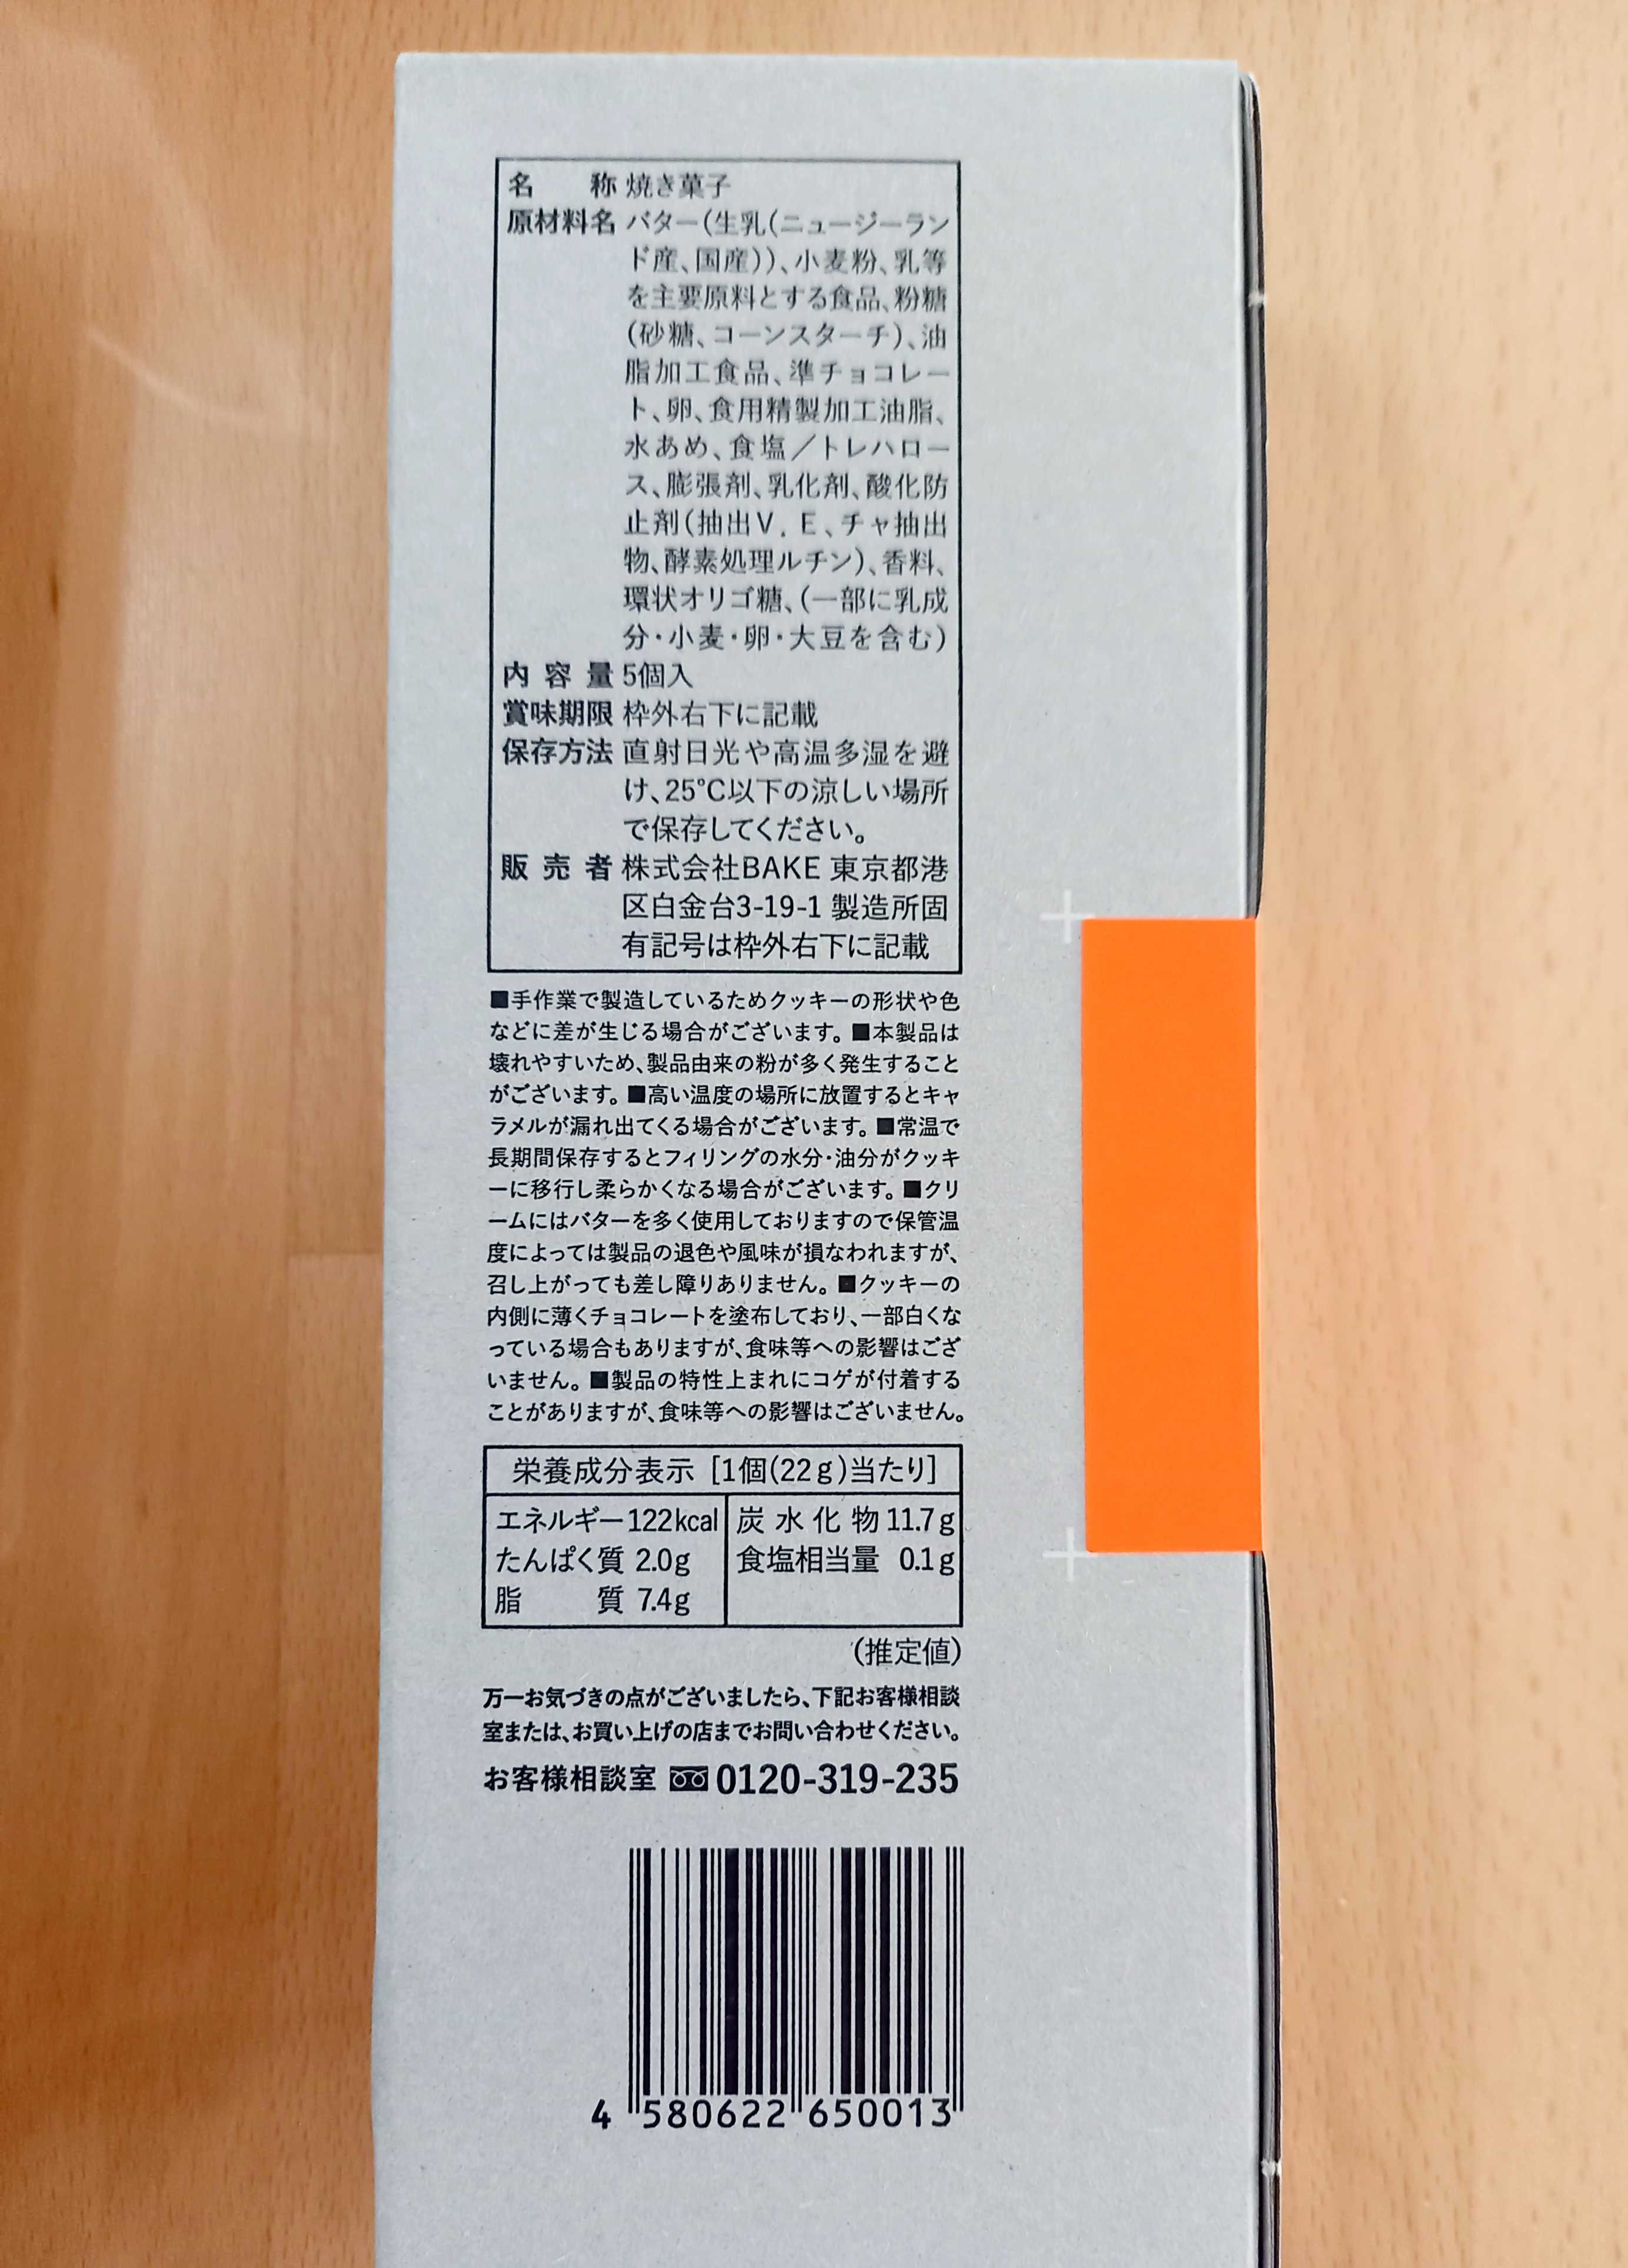 名 称 焼き菓子
原材料名 バター(生乳(ニュージーラン
ド産、国産))、小麦粉、乳等
を主要原料とする食品、粉糖
(砂糖、コーンスターチ)、油
脂加工食品、準チョコレー
ト、卵、食用精製加工油脂、
水あめ、食塩／トレハロー
ス、膨張剤、乳化剤、酸化防
止剤(抽出V．E、チャ抽出
物、酵素処理ルチン)、香料、
環状オリゴ糖、(一部に乳成
分・小麦・卵・大豆を含む)
内容量 5個入
賞味期限 枠外右下に記載
保存方法 直射日光や高温多湿を避
け、25℃以下の涼しい場所
で保存してください。
販売者 株式会社BAKE 東京都港
区白金台3-19-1 製造所固
有記号は枠外右下に記載
■手作業で製造しているためクッキーの形状や色
などに差が生じる場合がございます。■本製品は
壊れやすいため、製品由来の粉が多く発生すること
がございます。■高い温度の場所に放置するとキャ
ラメルが漏れ出てくる場合がございます。■常温で
長期間保存するとフィリングの水分・油分がクッキ
ーに移行し柔らかくなる場合がございます。■クリ
ームにはバターを多く使用しておりますので保管温
度によっては製品の退色や風味が損なわれますが、
召し上がっても差し障りありません。■クッキーの
内側に薄くチョコレートを塗布しており、一部白くな
っている場合もありますが、食味等への影響はござ
いません。■製品の特性上まれにコゲが付着する
ことがありますが、食味等への影響はございません。
栄養成分表示 [1個(22g)当たり]
エネルギー 122kcal 炭水化物 11.7g
たんぱく質 2.0g 食塩相当量 0.1g
脂 質 7.4g
(推定値)
万一お気づきの点がございましたら、下記お客様相談
室または、お買い上げの店までお問い合わせください。
お客様相談室 0120-319-235
4 580622 650013